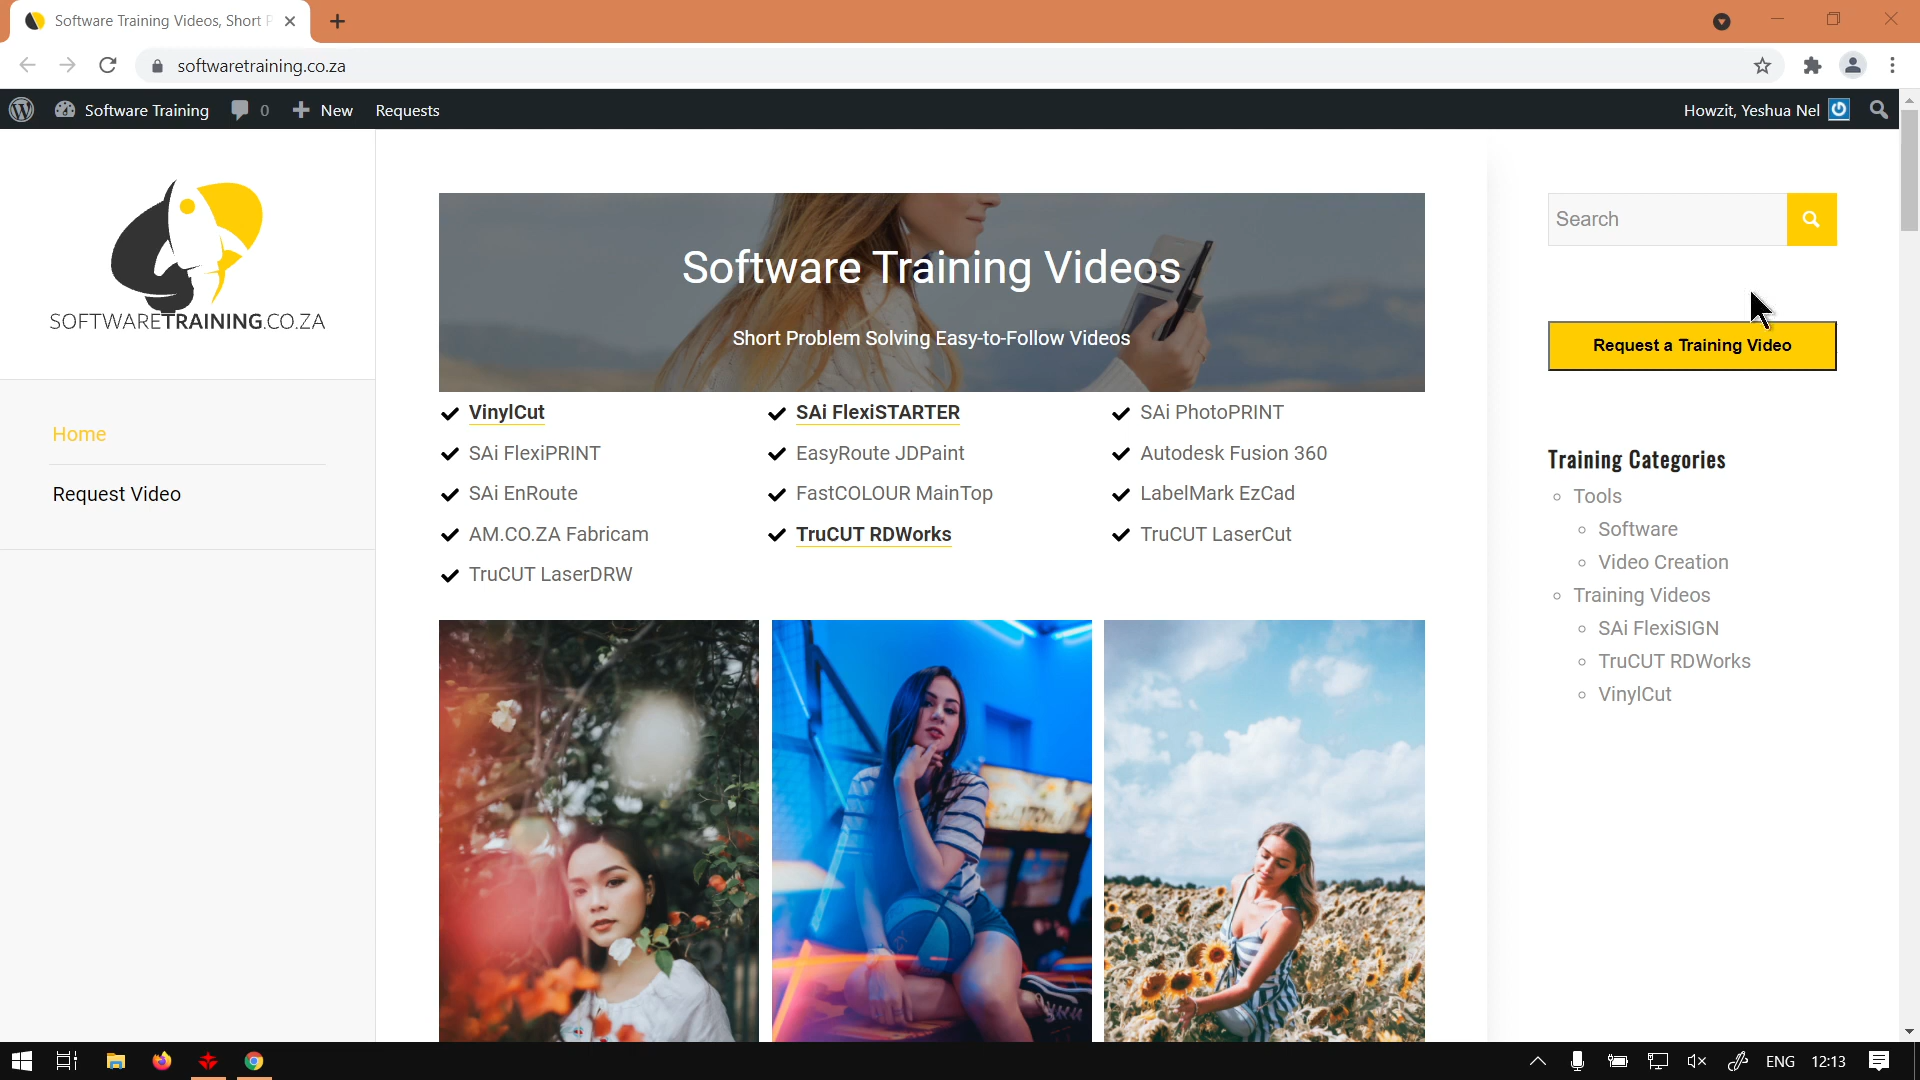 Software Training Videos, Short P
softwaretraining.co.za
Software Training 0 New Requests Howzit, Yeshua Nel
SOFTWARETRAINING.CO.ZA
Home
Request Video
Software Training Videos
Short Problem Solving Easy-to-Follow Videos
VinylCut SAi FlexiSTARTER SAi PhotoPRINT
SAi FlexiPRINT EasyRoute JDPaint Autodesk Fusion 360
SAi EnRoute FastCOLOUR MainTop LabelMark EzCad
AM.CO.ZA Fabricam TruCUT RDWorks TruCUT LaserCut
TruCUT LaserDRW
Search
Request a Training Video
Training Categories
Tools
Software
Video Creation
Training Videos
SAi FlexiSIGN
TruCUT RDWorks
VinylCut
ENG 12:13